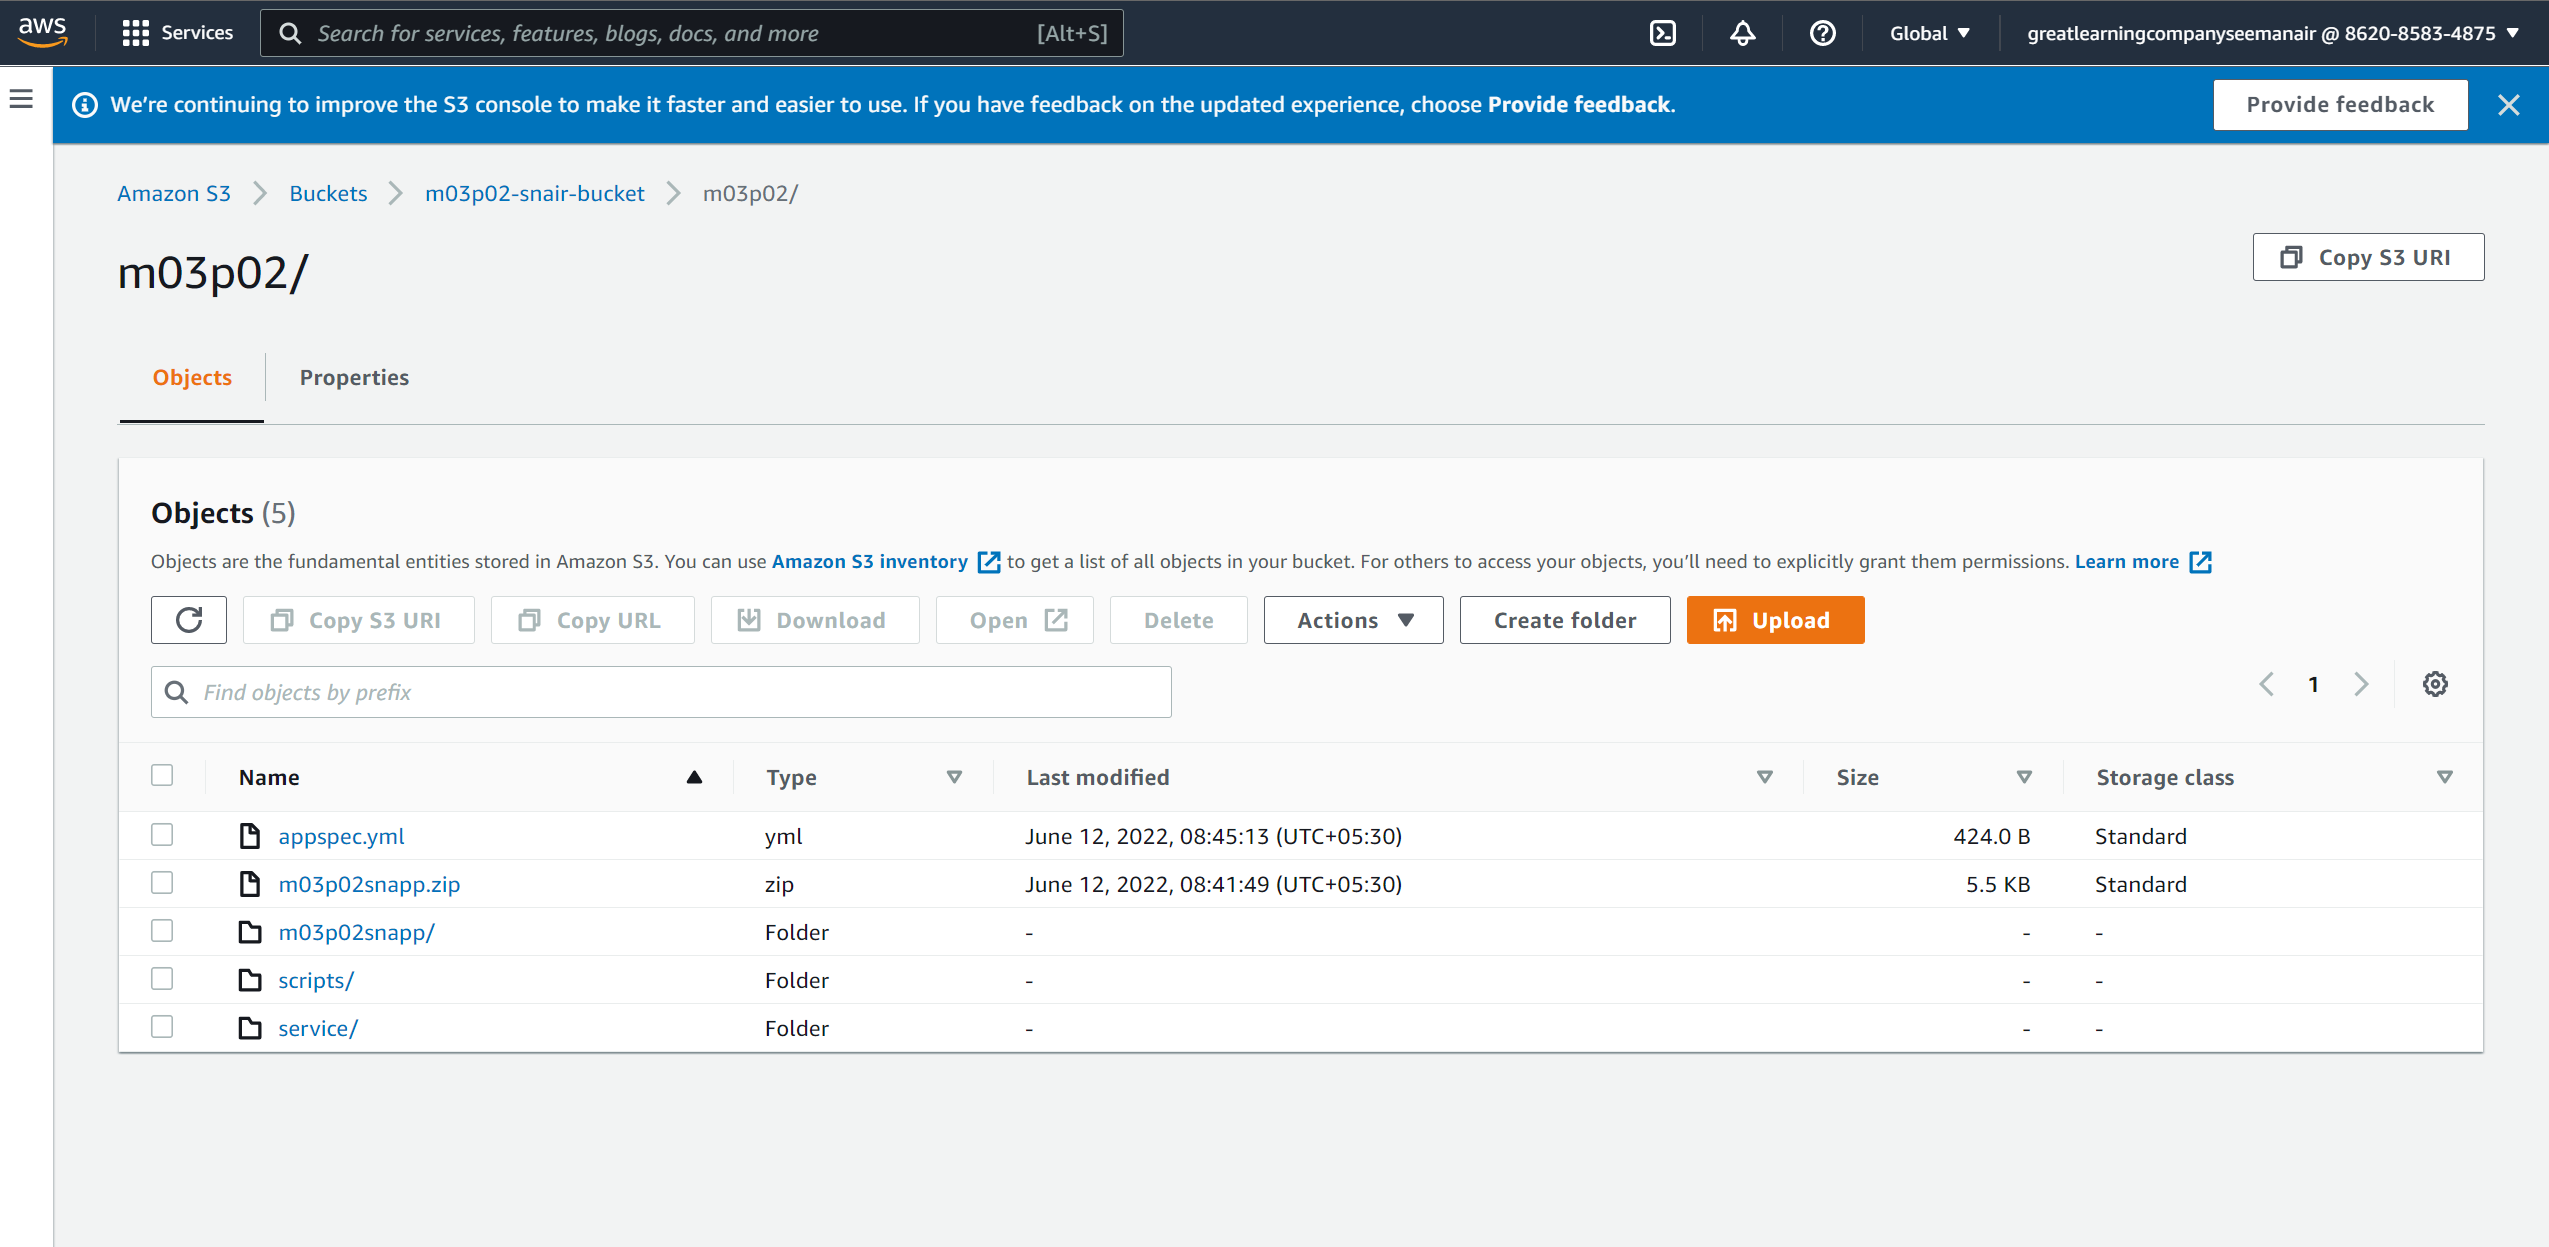 aws Services Search for services, features, blogs, docs, and more [Alt+S] Global greatlearningcompanyseemanair @ 8620-8583-4875
We're continuing to improve the S3 console to make it faster and easier to use. If you have feedback on the updated experience, choose Provide feedback. Provide feedback
Amazon S3 Buckets m03p02-snair-bucket m03p02/
m03p02/ Copy S3 URI
Objects Properties
Objects (5)
Objects are the fundamental entities stored in Amazon S3. You can use Amazon S3 inventory to get a list of all objects in your bucket. For others to access your objects, you'll need to explicitly grant them permissions. Learn more
Copy S3 URI Copy URL Download Open Delete Actions Create folder Upload
Find objects by prefix 1
Name Type Last modified Size Storage class
appspec.yml yml June 12, 2022, 08:45:13 (UTC+05:30) 424.0 B Standard
m03p02snapp.zip zip June 12, 2022, 08:41:49 (UTC+05:30) 5.5 KB Standard
m03p02snapp/ Folder - - -
scripts/ Folder - - -
service/ Folder - - -